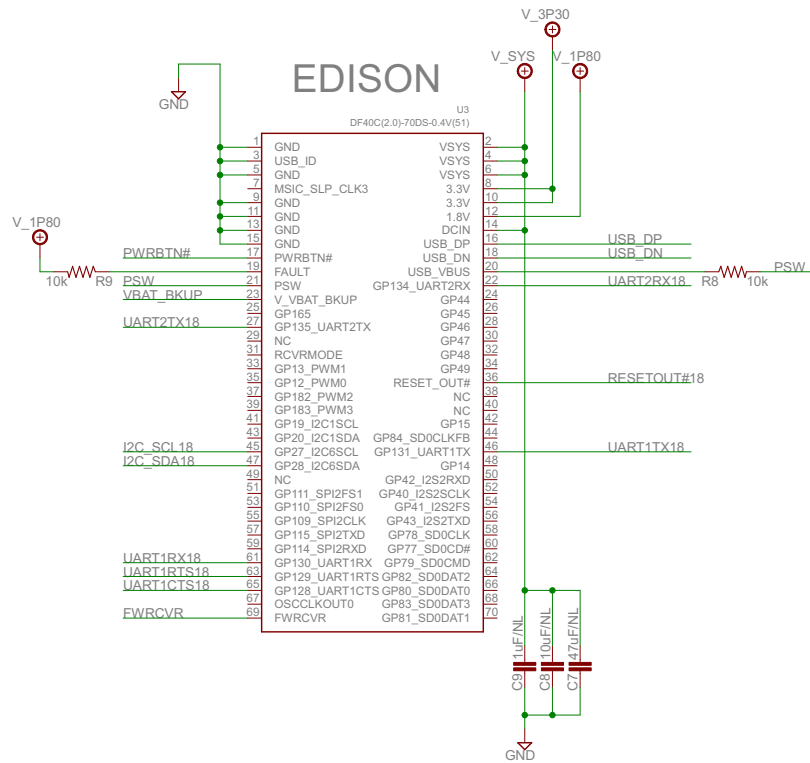 V_3P30
V_SYS V_1P80
EDISON
GND
U3
DF40C(2.0)-70DS-0.4V(51)
1 GND VSYS 2
3 USB_ID VSYS 4
5 GND VSYS 6
7 MSIC_SLP_CLK3 3.3V 8
9 GND 3.3V 10
11 GND 1.8V 12
13 GND DCIN 14
V_1P80
15 GND USB_DP 16 USB_DP
PWRBTN# 17 PWRBTN# USB_DN 18 USB_DN
10k R9 19 FAULT USB_VBUS 20 R8 10k PSW
PSW 21 PSW GP134_UART2RX 22 UART2RX18
VBAT_BKUP 23 V_VBAT_BKUP GP44 24
25 GP165 GP45 26
UART2TX18 27 GP135_UART2TX GP46 28
29 NC GP47 30
31 RCVRMODE GP48 32
33 GP13_PWM1 GP49 34
35 GP12_PWM0 RESET_OUT# 36 RESETOUT#18
37 GP182_PWM2 NC 38
39 GP183_PWM3 NC 40
41 GP19_I2C1SCL GP15 42
43 GP20_I2C1SDA GP84_SD0CLKFB 44
I2C_SCL18 45 GP27_I2C6SCL GP131_UART1TX 46 UART1TX18
I2C_SDA18 47 GP28_I2C6SDA GP14 48
49 NC GP42_I2S2RXD 50
51 GP111_SPI2FS1 GP40_I2S2SCLK 52
53 GP110_SPI2FS0 GP41_I2S2FS 54
55 GP109_SPI2CLK GP43_I2S2TXD 56
57 GP115_SPI2TXD GP78_SD0CLK 58
59 GP114_SPI2RXD GP77_SD0CD# 60
UART1RX18 61 GP130_UART1RX GP79_SD0CMD 62
UART1RTS18 63 GP129_UART1RTS GP82_SD0DAT2 64
UART1CTS18 65 GP128_UART1CTS GP80_SD0DAT0 66
67 OSCCLKOUT0 GP83_SD0DAT3 68
FWRCVR 69 FWRCVR GP81_SD0DAT1 70
C9 1uF/NL
C8 10uF/NL
C7 47uF/NL
GND